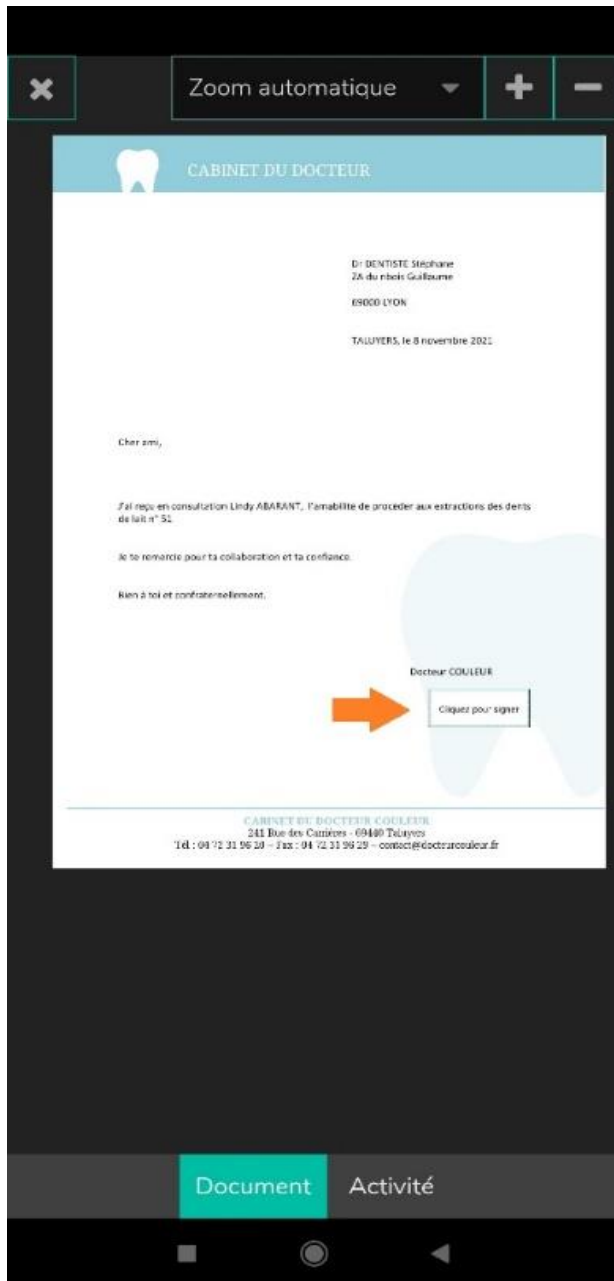 Zoom automatique
CABINET DU DOCTEUR
Dr DENTISTE Stéphane
2A du nbois Guillaume
69000 LYON
TALUYERS, le 8 novembre 2021
Cher ami,
J'ai reçu en consultation Lindy ABARANT, l'amabilité de procéder aux extractions des dents
de lait n° 51
Je te remercie pour ta collaboration et ta confiance.
Bien à toi et confraternellement.
Docteur COULEUR
Cliquez pour signer
CABINET DU DOCTEUR COULEUR
241 Rue des Carrières - 69440 Taluyers
Tél : 04 72 31 96 28 – Fax : 04 72 31 96 29 – contact@docteurcouleur.fr
Document Activité